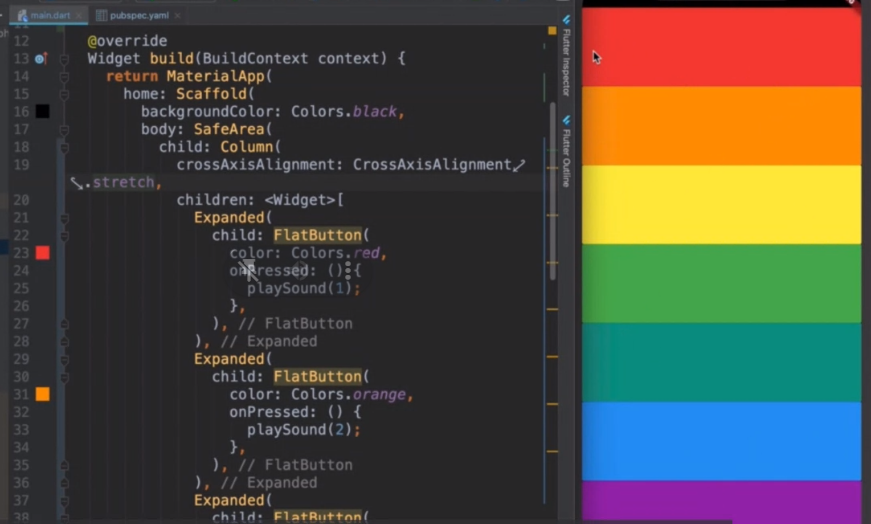 main.dart
pubspec.yaml
12 @override
13 Widget build(BuildContext context) {
14 return MaterialApp(
15 home: Scaffold(
16 backgroundColor: Colors.black,
17 body: SafeArea(
18 child: Column(
19 crossAxisAlignment: CrossAxisAlignment
.stretch,
20 children: <Widget>[
21 Expanded(
22 child: FlatButton(
23 color: Colors.red,
24 onPressed: () {
25 playSound(1);
26 },
27 ), // FlatButton
28 ), // Expanded
29 Expanded(
30 child: FlatButton(
31 color: Colors.orange,
32 onPressed: () {
33 playSound(2);
34 },
35 ), // FlatButton
36 ), // Expanded
37 Expanded(
38 child: FlatButton(
Flutter Inspector
Flutter Outline